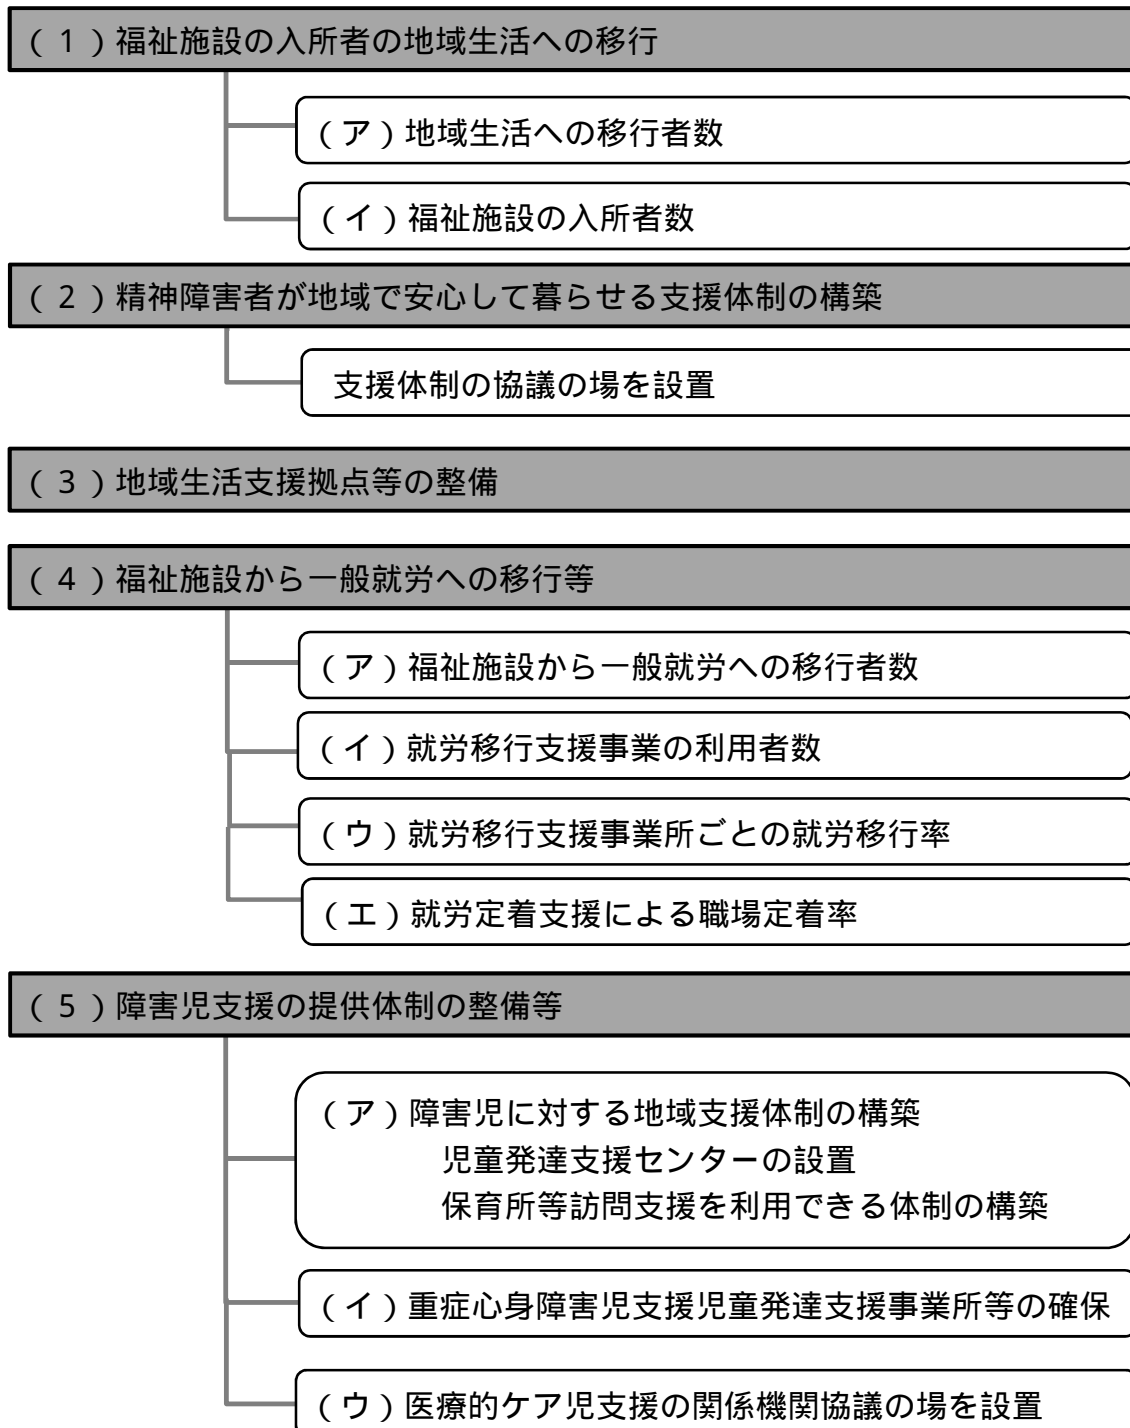 （1）福祉施設の入所者の地域生活への移行
（ア）地域生活への移行者数
（イ）福祉施設の入所者数
（2）精神障害者が地域で安心して暮らせる支援体制の構築
支援体制の協議の場を設置
（3）地域生活支援拠点等の整備
（4）福祉施設から一般就労への移行等
（ア）福祉施設から一般就労への移行者数
（イ）就労移行支援事業の利用者数
（ウ）就労移行支援事業所ごとの就労移行率
（エ）就労定着支援による職場定着率
（5）障害児支援の提供体制の整備等
（ア）障害児に対する地域支援体制の構築
児童発達支援センターの設置
保育所等訪問支援を利用できる体制の構築
（イ）重症心身障害児支援児童発達支援事業所等の確保
（ウ）医療的ケア児支援の関係機関協議の場を設置